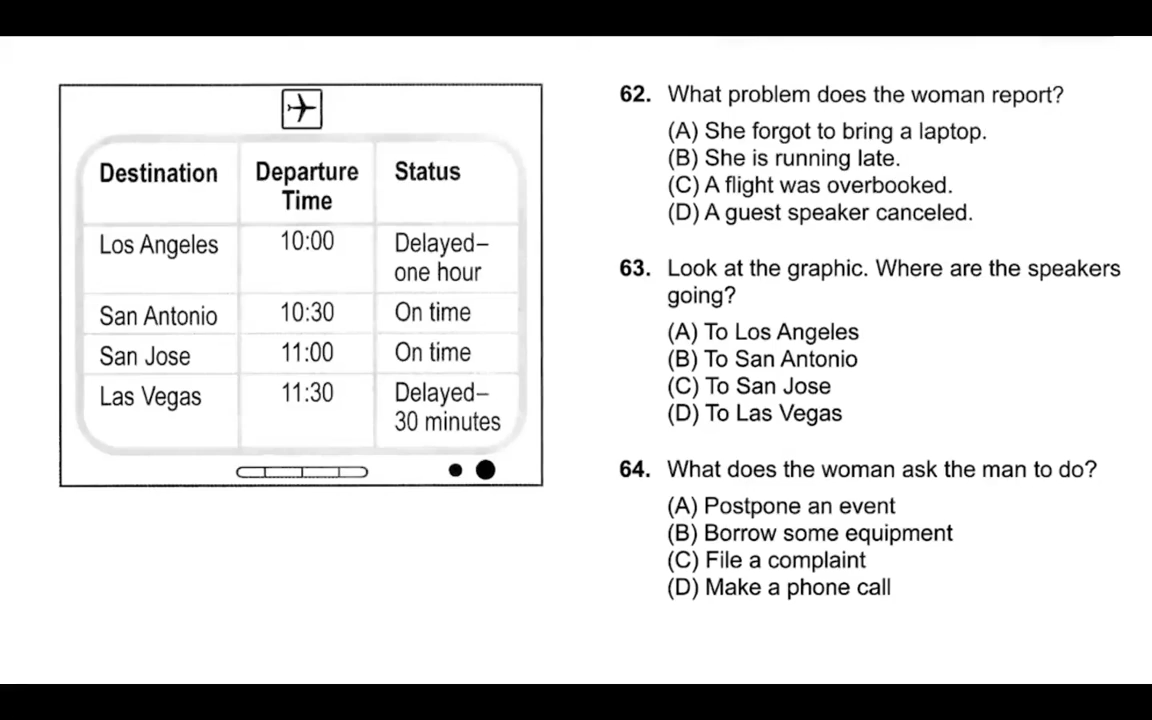 Destination Departure Time Status
Los Angeles 10:00 Delayed– one hour
San Antonio 10:30 On time
San Jose 11:00 On time
Las Vegas 11:30 Delayed– 30 minutes
62. What problem does the woman report?
(A) She forgot to bring a laptop.
(B) She is running late.
(C) A flight was overbooked.
(D) A guest speaker canceled.
63. Look at the graphic. Where are the speakers
going?
(A) To Los Angeles
(B) To San Antonio
(C) To San Jose
(D) To Las Vegas
64. What does the woman ask the man to do?
(A) Postpone an event
(B) Borrow some equipment
(C) File a complaint
(D) Make a phone call